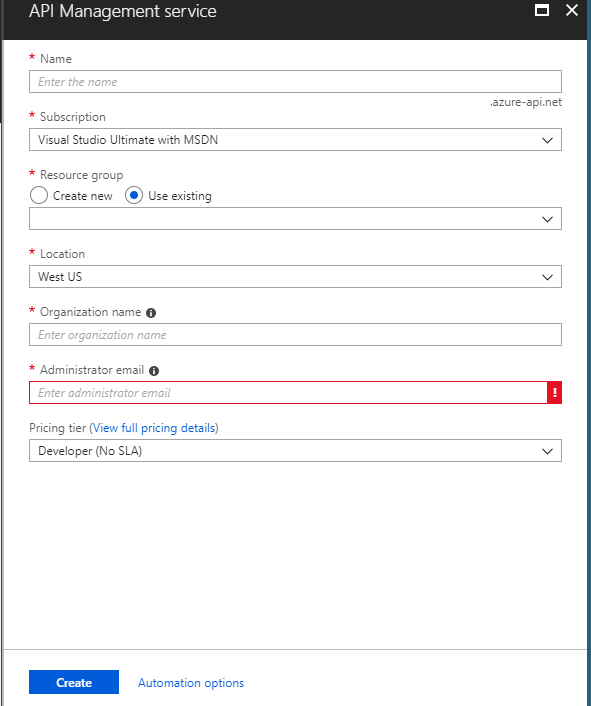 API Management service
* Name
Enter the name
.azure-api.net
* Subscription
Visual Studio Ultimate with MSDN
* Resource group
Create new Use existing
* Location
West US
* Organization name
Enter organization name
* Administrator email
Enter administrator email
!
Pricing tier (View full pricing details)
Developer (No SLA)
Create Automation options